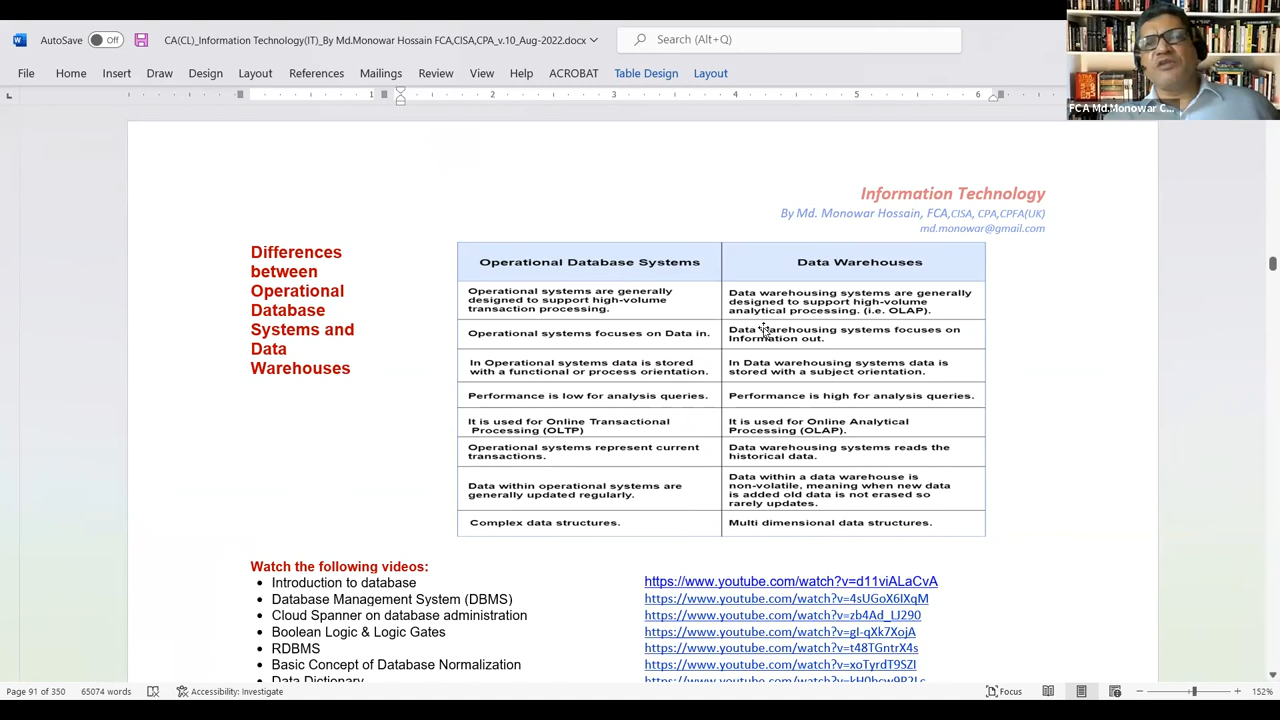 AutoSave Off CA(CL)_Information Technology(IT)_By Md.Monowar Hossain FCA,CISA,CPA_v.10_Aug-2022.docx Search (Alt+Q)
FCA Md.Monowar C...
File Home Insert Draw Design Layout References Mailings Review View Help ACROBAT Table Design Layout
1 1 2 3 4 5 6
Information Technology
By Md. Monowar Hossain, FCA,CISA, CPA,CPFA(UK)
md.monowar@gmail.com
Differences
between
Operational
Database
Systems and
Data
Warehouses
Operational Database Systems
Data Warehouses
Operational systems are generally
designed to support high-volume
transaction processing.
Data warehousing systems are generally
designed to support high-volume
analytical processing. (i.e. OLAP).
Operational systems focuses on Data in.
Data warehousing systems focuses on
Information out.
In Operational systems data is stored
with a functional or process orientation.
In Data warehousing systems data is
stored with a subject orientation.
Performance is low for analysis queries.
Performance is high for analysis queries.
It is used for Online Transactional
Processing (OLTP)
It is used for Online Analytical
Processing (OLAP).
Operational systems represent current
transactions.
Data warehousing systems reads the
historical data.
Data within operational systems are
generally updated regularly.
Data within a data warehouse is
non-volatile, meaning when new data
is added old data is not erased so
rarely updates.
Complex data structures.
Multi dimensional data structures.
Watch the following videos:
• Introduction to database https://www.youtube.com/watch?v=d11viALaCvA
• Database Management System (DBMS) https://www.youtube.com/watch?v=4sUGoX6IXqM
• Cloud Spanner on database administration https://www.youtube.com/watch?v=zb4Ad_LJ290
• Boolean Logic & Logic Gates https://www.youtube.com/watch?v=gI-qXk7XojA
• RDBMS https://www.youtube.com/watch?v=t48TGntrX4s
• Basic Concept of Database Normalization https://www.youtube.com/watch?v=xoTyrdT9SZI
• Data Dictionary
Page 91 of 350 65074 words Accessibility: Investigate Focus 152%